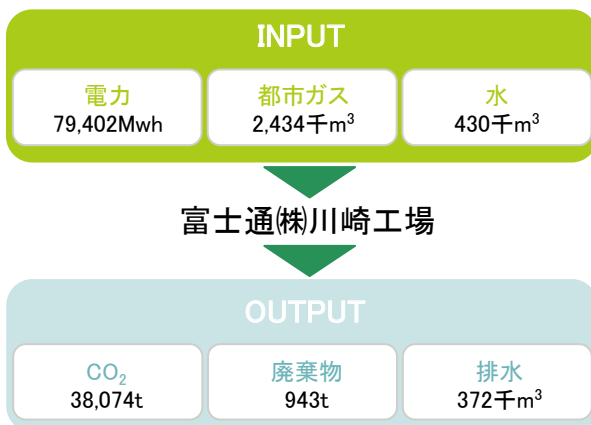 INPUT
電力 都市ガス 水
79,402Mwh 2,434千m³ 430千m³
富士通㈱川崎工場
OUTPUT
CO₂ 廃棄物 排水
38,074t 943t 372千m³